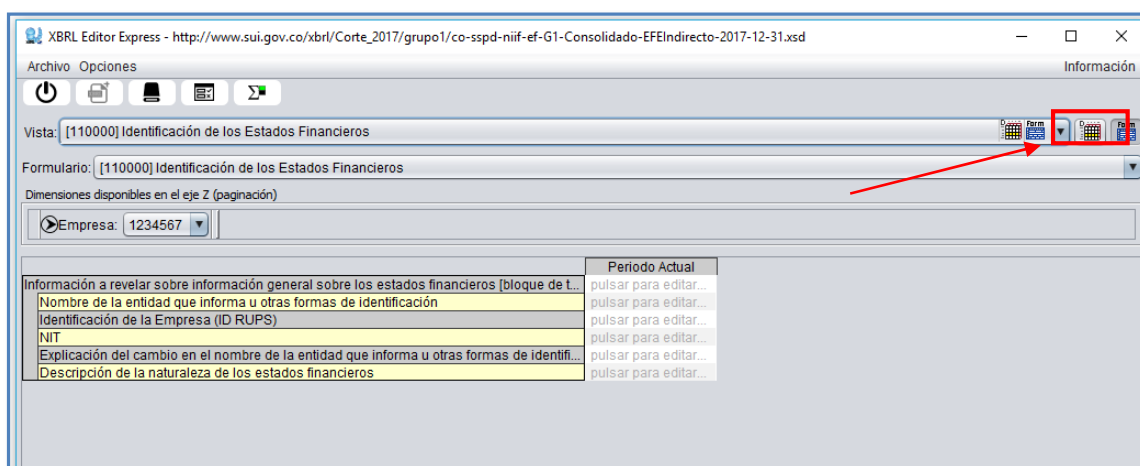 XBRL Editor Express - http://www.sui.gov.co/xbrl/Corte_2017/grupo1/co-sspd-niif-ef-G1-Consolidado-EFEIndirecto-2017-12-31.xsd
Archivo Opciones Información
Vista: [110000] Identificación de los Estados Financieros
Formulario: [110000] Identificación de los Estados Financieros
Dimensiones disponibles en el eje Z (paginación)
Empresa: 1234567
Periodo Actual
Información a revelar sobre información general sobre los estados financieros [bloque de t... pulsar para editar...
Nombre de la entidad que informa u otras formas de identificación pulsar para editar...
Identificación de la Empresa (ID RUPS) pulsar para editar...
NIT pulsar para editar...
Explicación del cambio en el nombre de la entidad que informa u otras formas de identifi... pulsar para editar...
Descripción de la naturaleza de los estados financieros pulsar para editar...